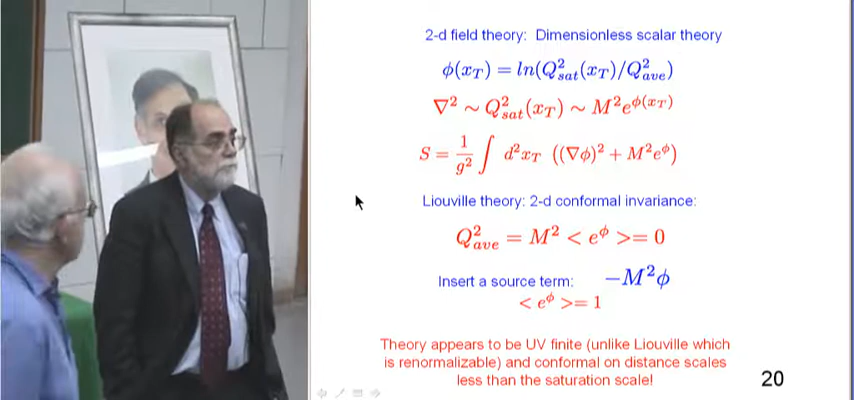 2-d field theory: Dimensionless scalar theory
ϕ(x_T) = ln(Q²_sat(x_T)/Q²_ave)
∇² ∼ Q²_sat(x_T) ∼ M²e^ϕ(x_T)
S = 1/g² ∫ d²x_T ((∇ϕ)² + M²e^ϕ)
Liouville theory: 2-d conformal invariance:
Q²_ave = M² < e^ϕ >= 0
Insert a source term: −M²ϕ
< e^ϕ >= 1
Theory appears to be UV finite (unlike Liouville which
is renormalizable) and conformal on distance scales
less than the saturation scale!
20